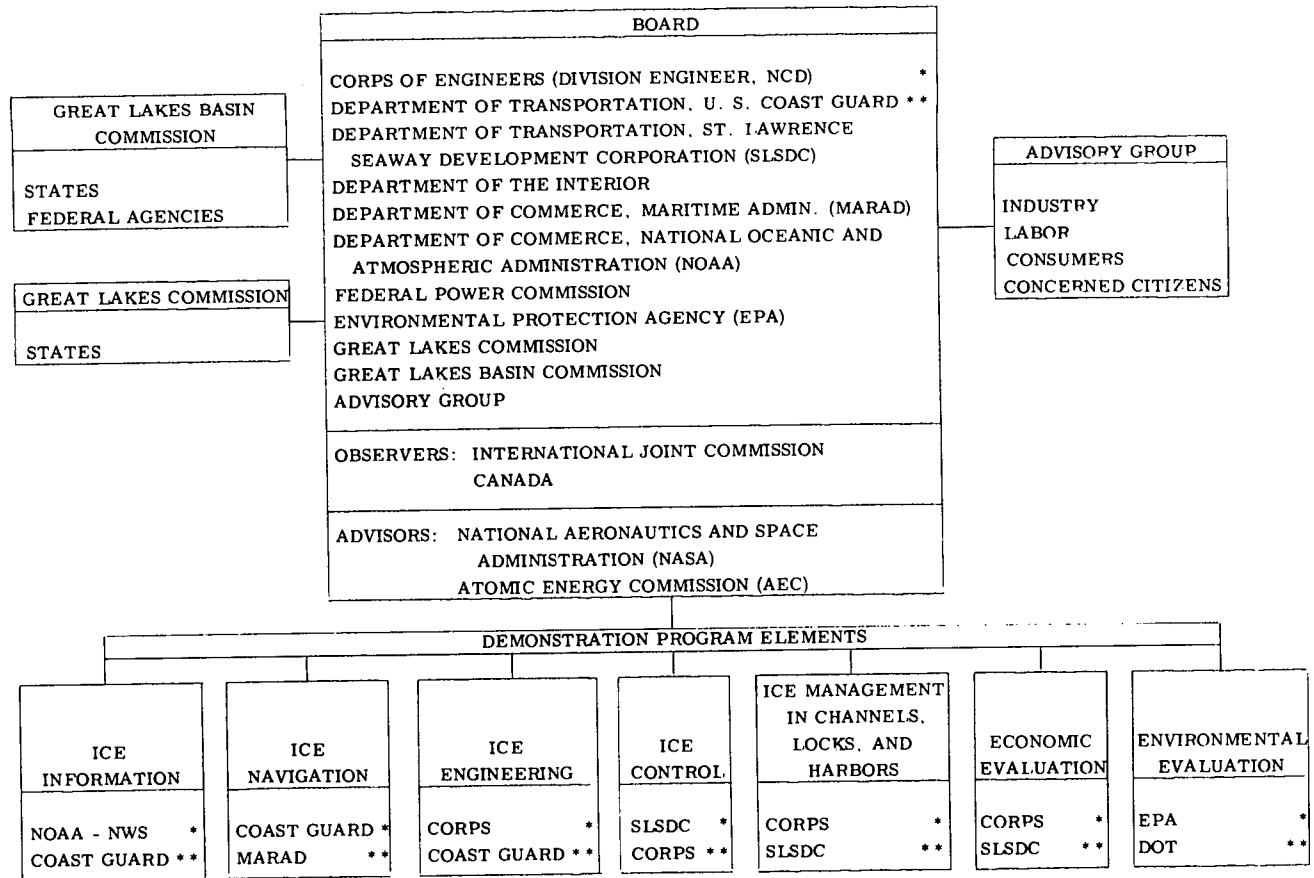 BOARD
CORPS OF ENGINEERS (DIVISION ENGINEER, NCD) *
DEPARTMENT OF TRANSPORTATION, U. S. COAST GUARD * *
DEPARTMENT OF TRANSPORTATION, ST. LAWRENCE
SEAWAY DEVELOPMENT CORPORATION (SLSDC)
DEPARTMENT OF THE INTERIOR
DEPARTMENT OF COMMERCE, MARITIME ADMIN. (MARAD)
DEPARTMENT OF COMMERCE, NATIONAL OCEANIC AND
ATMOSPHERIC ADMINISTRATION (NOAA)
FEDERAL POWER COMMISSION
ENVIRONMENTAL PROTECTION AGENCY (EPA)
GREAT LAKES COMMISSION
GREAT LAKES BASIN COMMISSION
ADVISORY GROUP
OBSERVERS: INTERNATIONAL JOINT COMMISSION
CANADA
ADVISORS: NATIONAL AERONAUTICS AND SPACE
ADMINISTRATION (NASA)
ATOMIC ENERGY COMMISSION (AEC)
GREAT LAKES BASIN
COMMISSION
STATES
FEDERAL AGENCIES
GREAT LAKES COMMISSION
STATES
ADVISORY GROUP
INDUSTRY
LABOR
CONSUMERS
CONCERNED CITIZENS
DEMONSTRATION PROGRAM ELEMENTS
ICE
INFORMATION
NOAA - NWS *
COAST GUARD * *
ICE
NAVIGATION
COAST GUARD *
MARAD * *
ICE
ENGINEERING
CORPS *
COAST GUARD * *
ICE
CONTROL
SLSDC *
CORPS * *
ICE MANAGEMENT
IN CHANNELS,
LOCKS, AND
HARBORS
CORPS *
SLSDC * *
ECONOMIC
EVALUATION
CORPS *
SLSDC * *
ENVIRONMENTAL
EVALUATION
EPA *
DOT * *